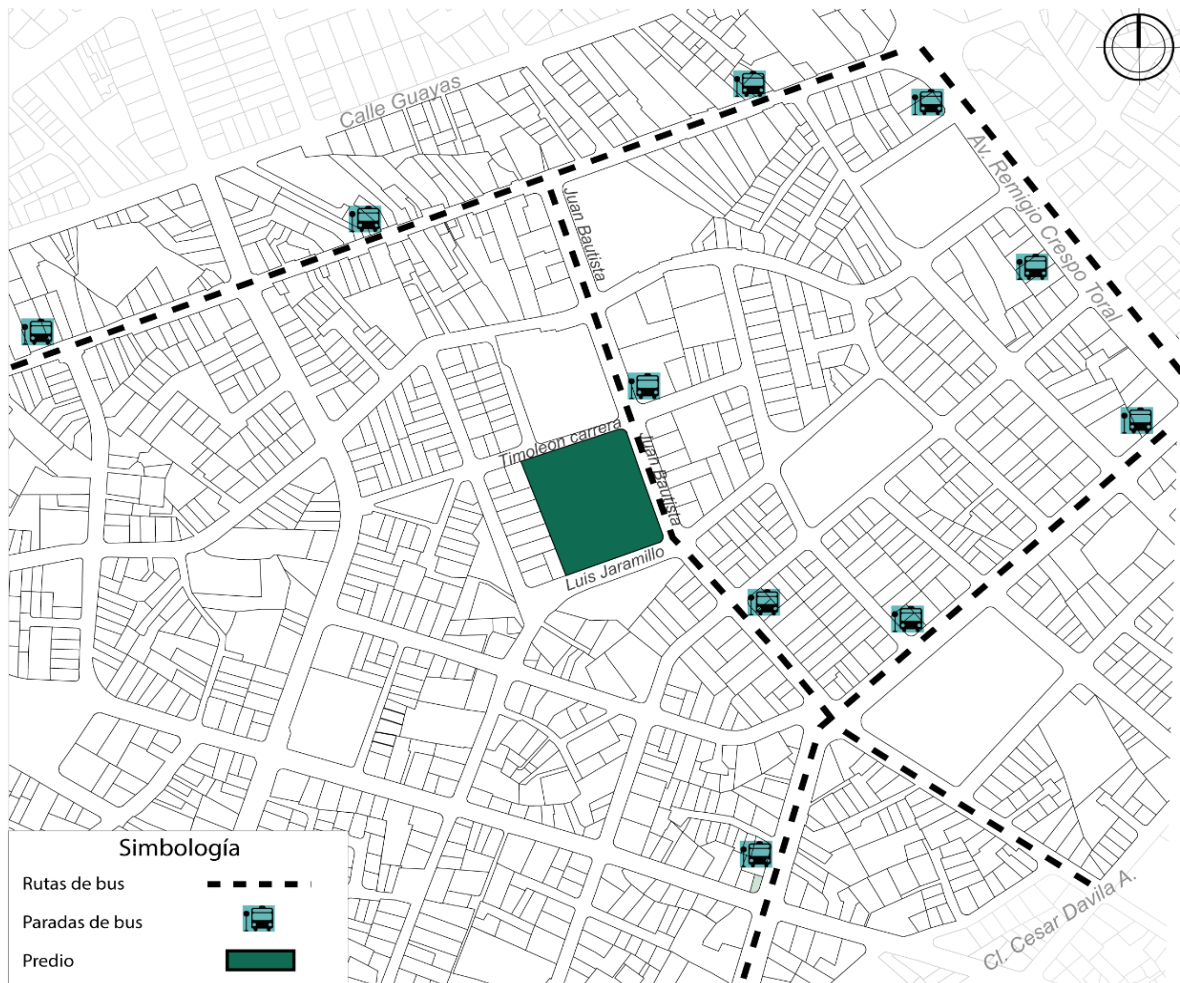 Calle Guayas
Av. Remigio Crespo Toral
Juan Bautista
Timoleon carrera
Juan Bautista
Luis Jaramillo
Simbología
Rutas de bus
Paradas de bus
Predio
Cl. Cesar Davila A.